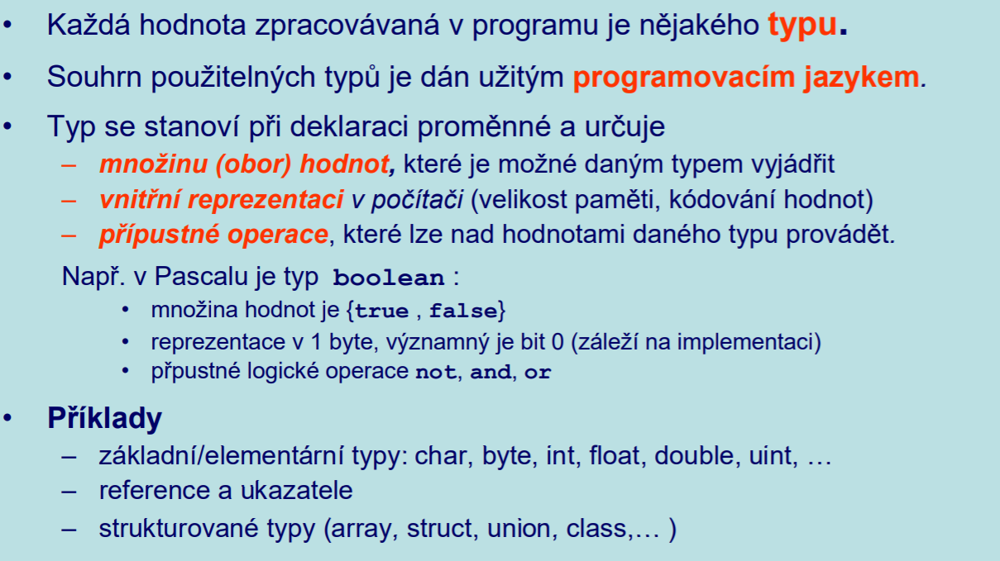 • Každá hodnota zpracovávaná v programu je nějakého typu.
• Souhrn použitelných typů je dán užitým programovacím jazykem.
• Typ se stanoví při deklaraci proměnné a určuje
– množinu (obor) hodnot, které je možné daným typem vyjádřit
– vnitřní reprezentaci v počítači (velikost paměti, kódování hodnot)
– přípustné operace, které lze nad hodnotami daného typu provádět.
Např. v Pascalu je typ boolean :
• množina hodnot je {true , false}
• reprezentace v 1 byte, významný je bit 0 (záleží na implementaci)
• přpustné logické operace not, and, or
• Příklady
– základní/elementární typy: char, byte, int, float, double, uint, …
– reference a ukazatele
– strukturované typy (array, struct, union, class,… )